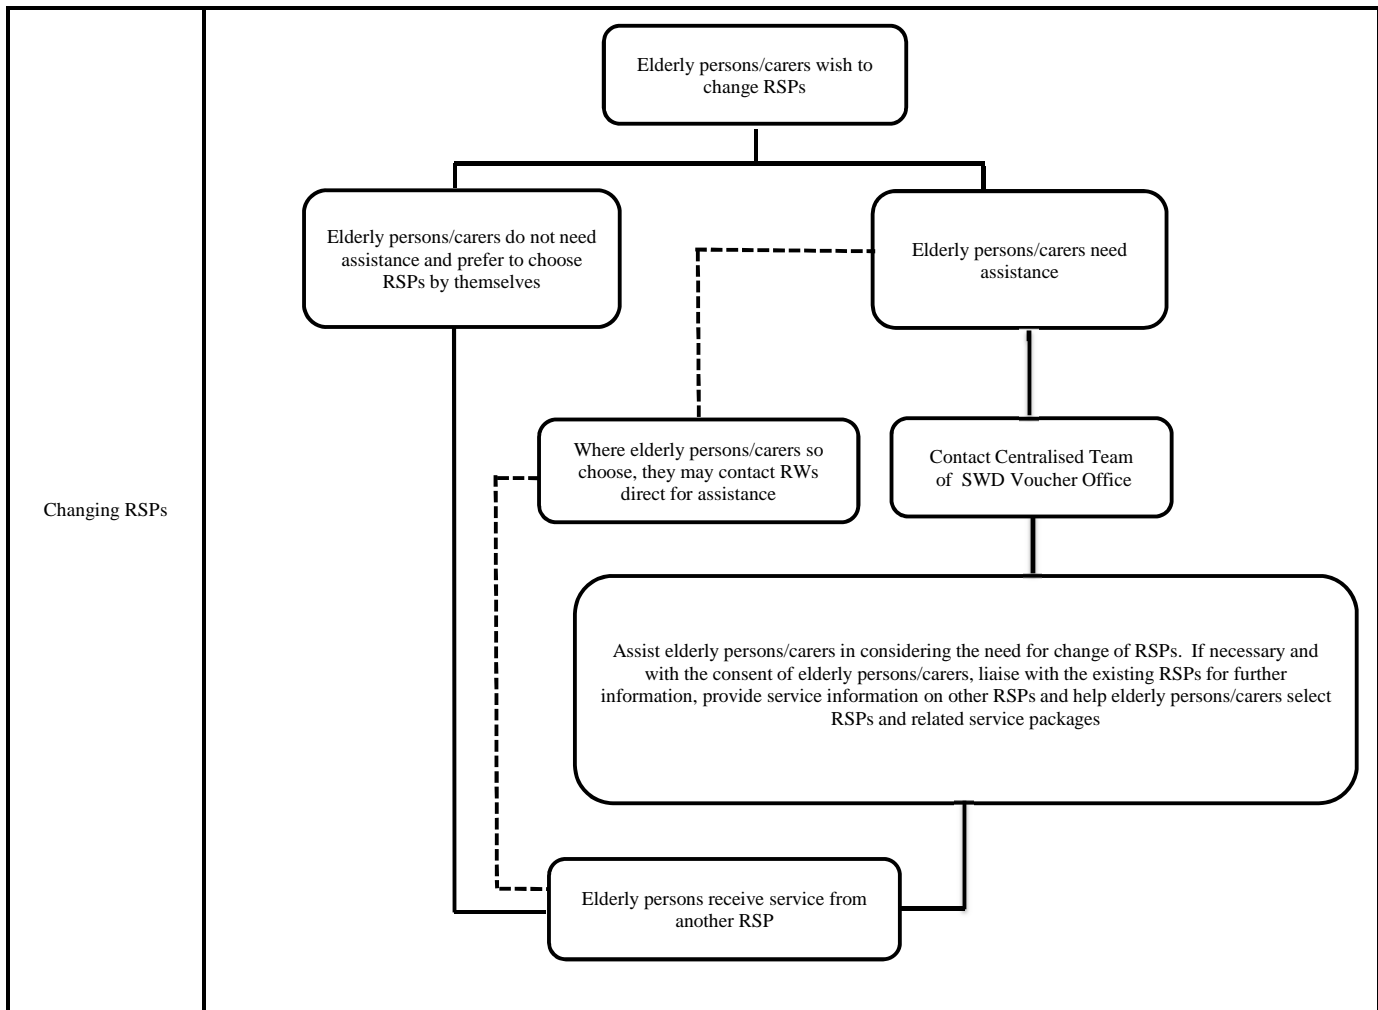 Elderly persons/carers wish to
change RSPs
Elderly persons/carers do not need
assistance and prefer to choose
RSPs by themselves
Elderly persons/carers need
assistance
Where elderly persons/carers so
choose, they may contact RWs
direct for assistance
Contact Centralised Team
of  SWD Voucher Office
Changing RSPs
Assist elderly persons/carers in considering the need for change of RSPs.  If necessary and
with the consent of elderly persons/carers, liaise with the existing RSPs for further
information, provide service information on other RSPs and help elderly persons/carers select
RSPs and related service packages
Elderly persons receive service from
another RSP